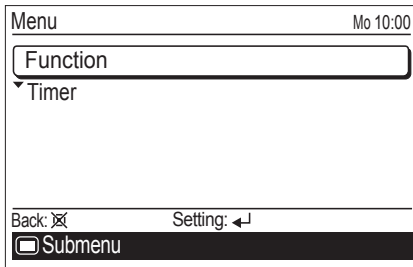 Menu Mo 10:00
Function
Timer
Back: Setting:
Submenu